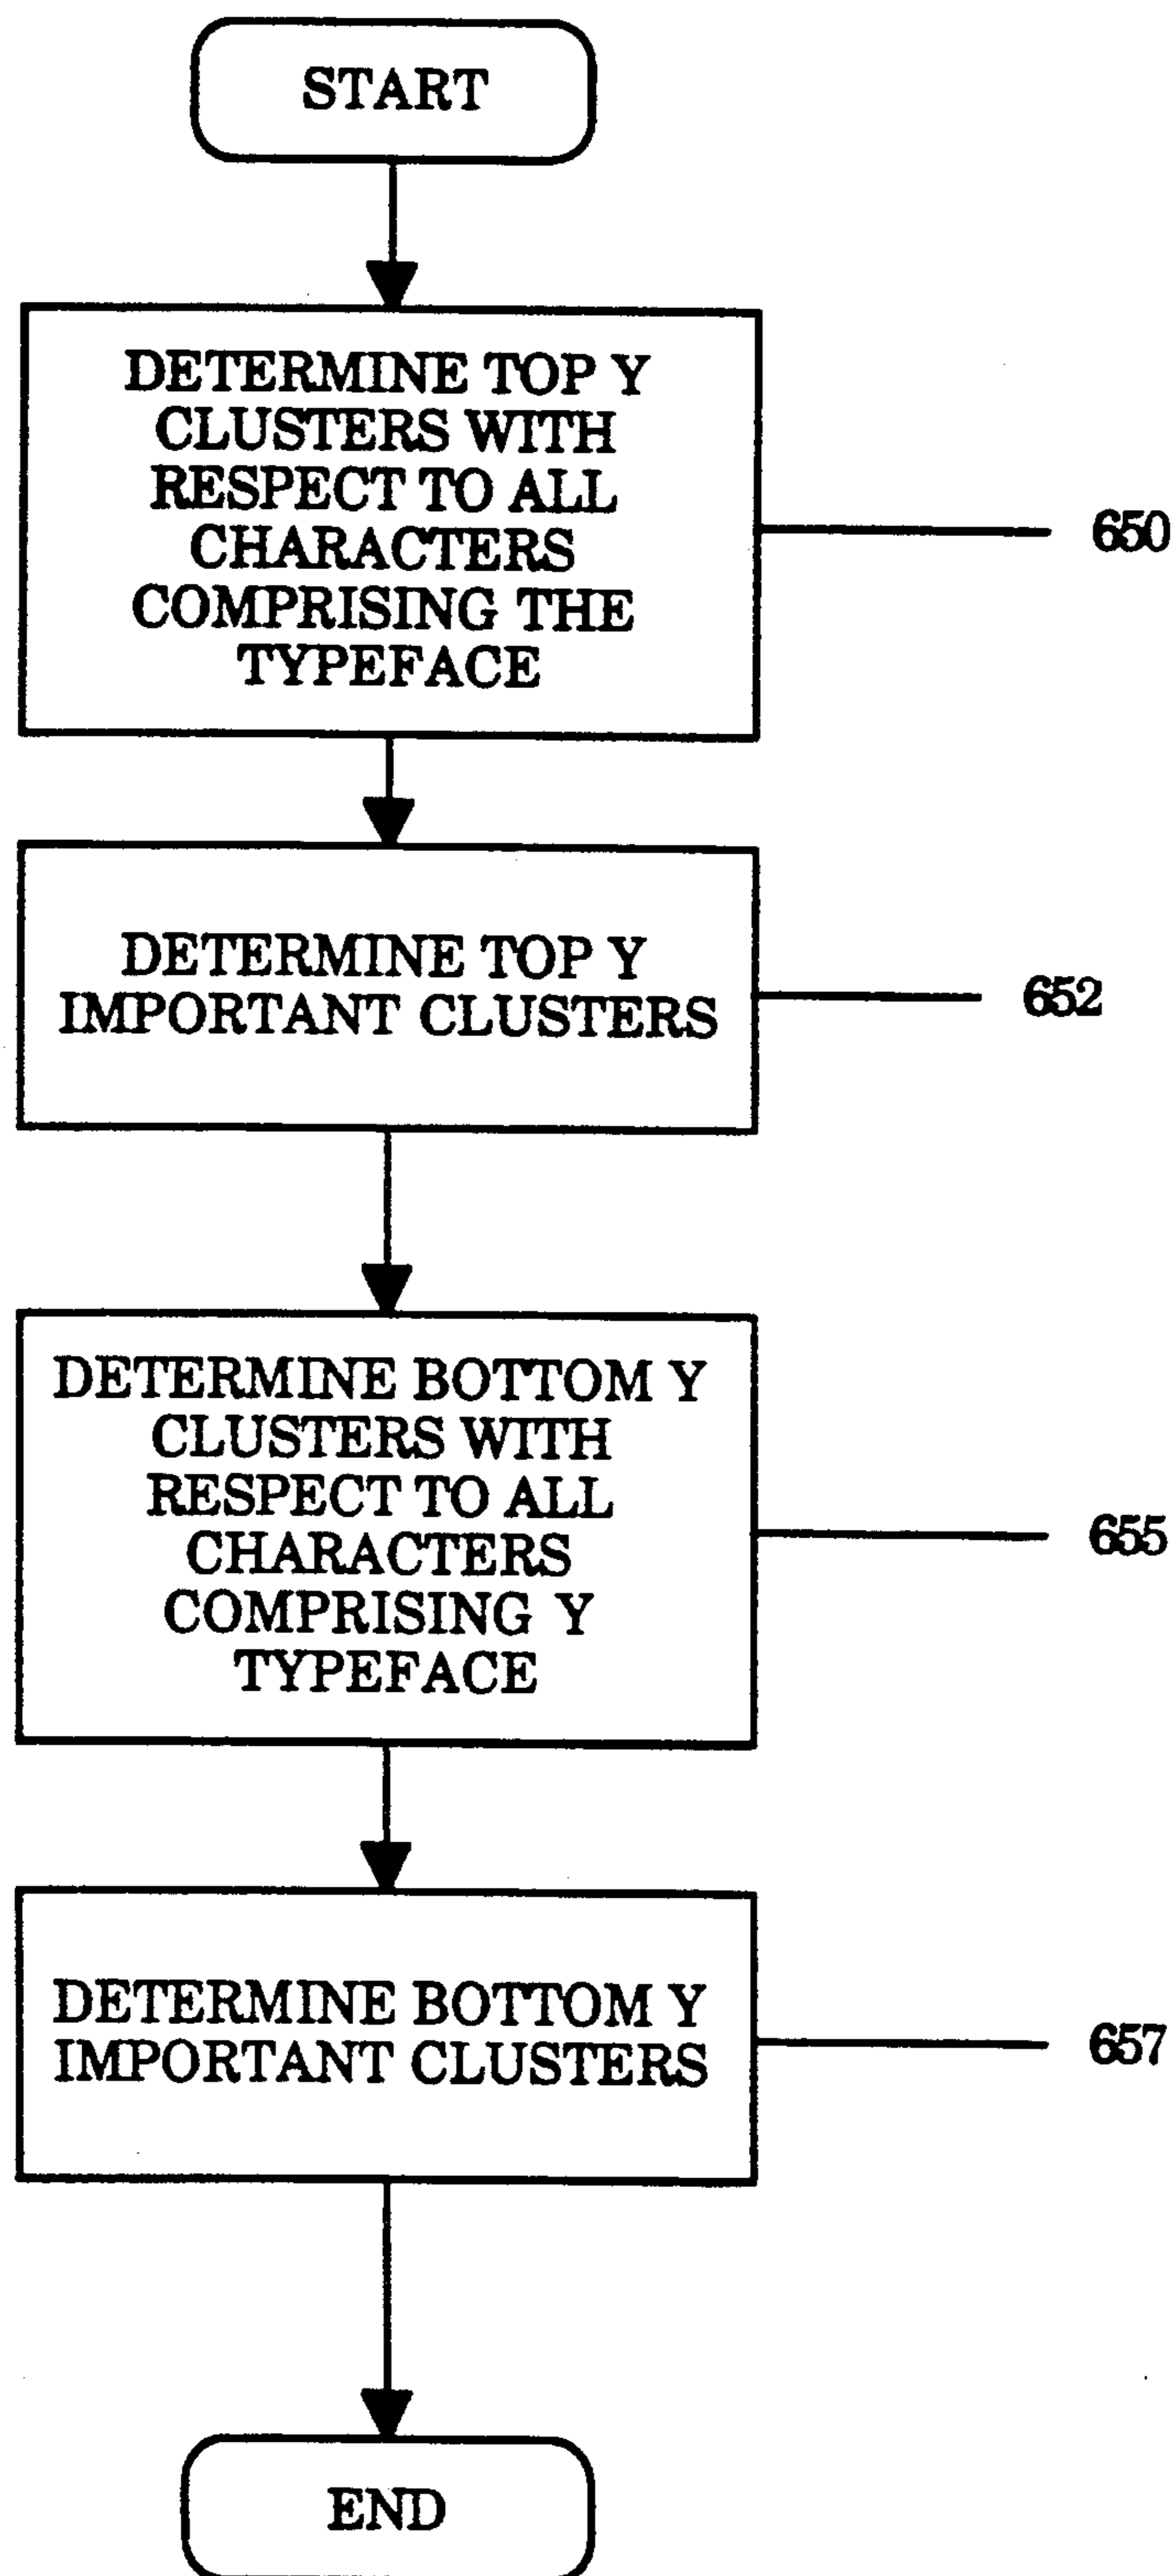 START
DETERMINE TOP Y
CLUSTERS WITH
RESPECT TO ALL
CHARACTERS
COMPRISING THE
TYPEFACE
650
DETERMINE TOP Y
IMPORTANT CLUSTERS
652
DETERMINE BOTTOM Y
CLUSTERS WITH
RESPECT TO ALL
CHARACTERS
COMPRISING Y
TYPEFACE
655
DETERMINE BOTTOM Y
IMPORTANT CLUSTERS
657
END